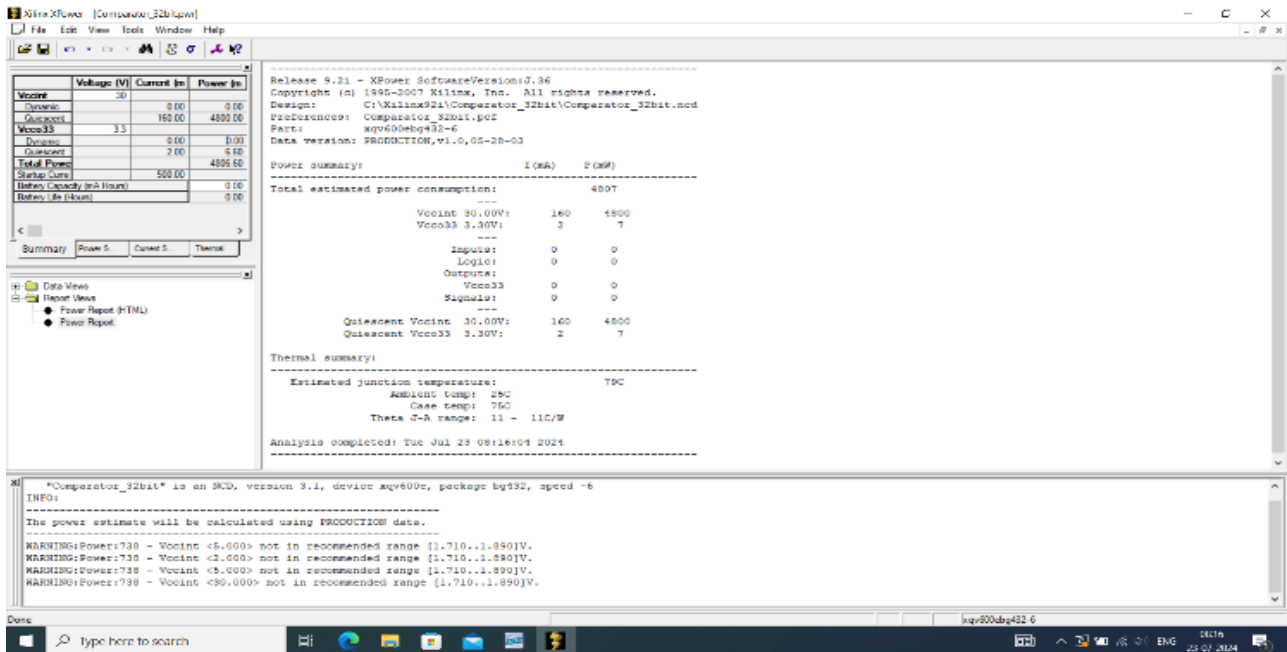 Xilinx XPower - [Comparator_32bit.pwr]
File Edit View Tools Window Help
Voltage (V) Current (m Power (m
Vccint 30
Dynamic 0.00 0.00
Quiescent 160.00 4800.00
Vcco33 3.3
Dynamic 0.00 0.00
Quiescent 2.00 6.60
Total Powe 4806.60
Startup Curre 500.00
Battery Capacity (mA Hours) 0.00
Battery Life (Hours) 0.00
Summary Power S... Current S... Thermal
Data Views
Report Views
Power Report (HTML)
Power Report
Release 9.2i - XPower SoftwareVersion:J.36
Copyright (c) 1995-2007 Xilinx, Inc. All rights reserved.
Design: C:\Xilinx92i\Comparator_32bit\Comparator_32bit.ncd
Preferences: Comparator_32bit.pcf
Part: xqv600ebg432-6
Data version: PRODUCTION,v1.0,05-28-03
Power summary: I(mA) P(mW)
Total estimated power consumption: 4807
---
Vccint 30.00V: 160 4800
Vcco33 3.30V: 2 7
---
Inputs: 0 0
Logic: 0 0
Outputs:
Vcco33 0 0
Signals: 0 0
---
Quiescent Vccint 30.00V: 160 4800
Quiescent Vcco33 3.30V: 2 7
Thermal summary:
Estimated junction temperature: 79C
Ambient temp: 25C
Case temp: 75C
Theta J-A range: 11 - 11C/W
Analysis completed: Tue Jul 23 08:16:04 2024
"Comparator_32bit" is an NCD, version 3.1, device xqv600e, package bg432, speed -6
INFO:
The power estimate will be calculated using PRODUCTION data.
WARNING:Power:738 - Vccint <5.000> not in recommended range [1.710..1.890]V.
WARNING:Power:738 - Vccint <2.000> not in recommended range [1.710..1.890]V.
WARNING:Power:738 - Vccint <5.000> not in recommended range [1.710..1.890]V.
WARNING:Power:738 - Vccint <30.000> not in recommended range [1.710..1.890]V.
Done xqv600ebg432-6
Type here to search ENG 08:16
23-07-2024